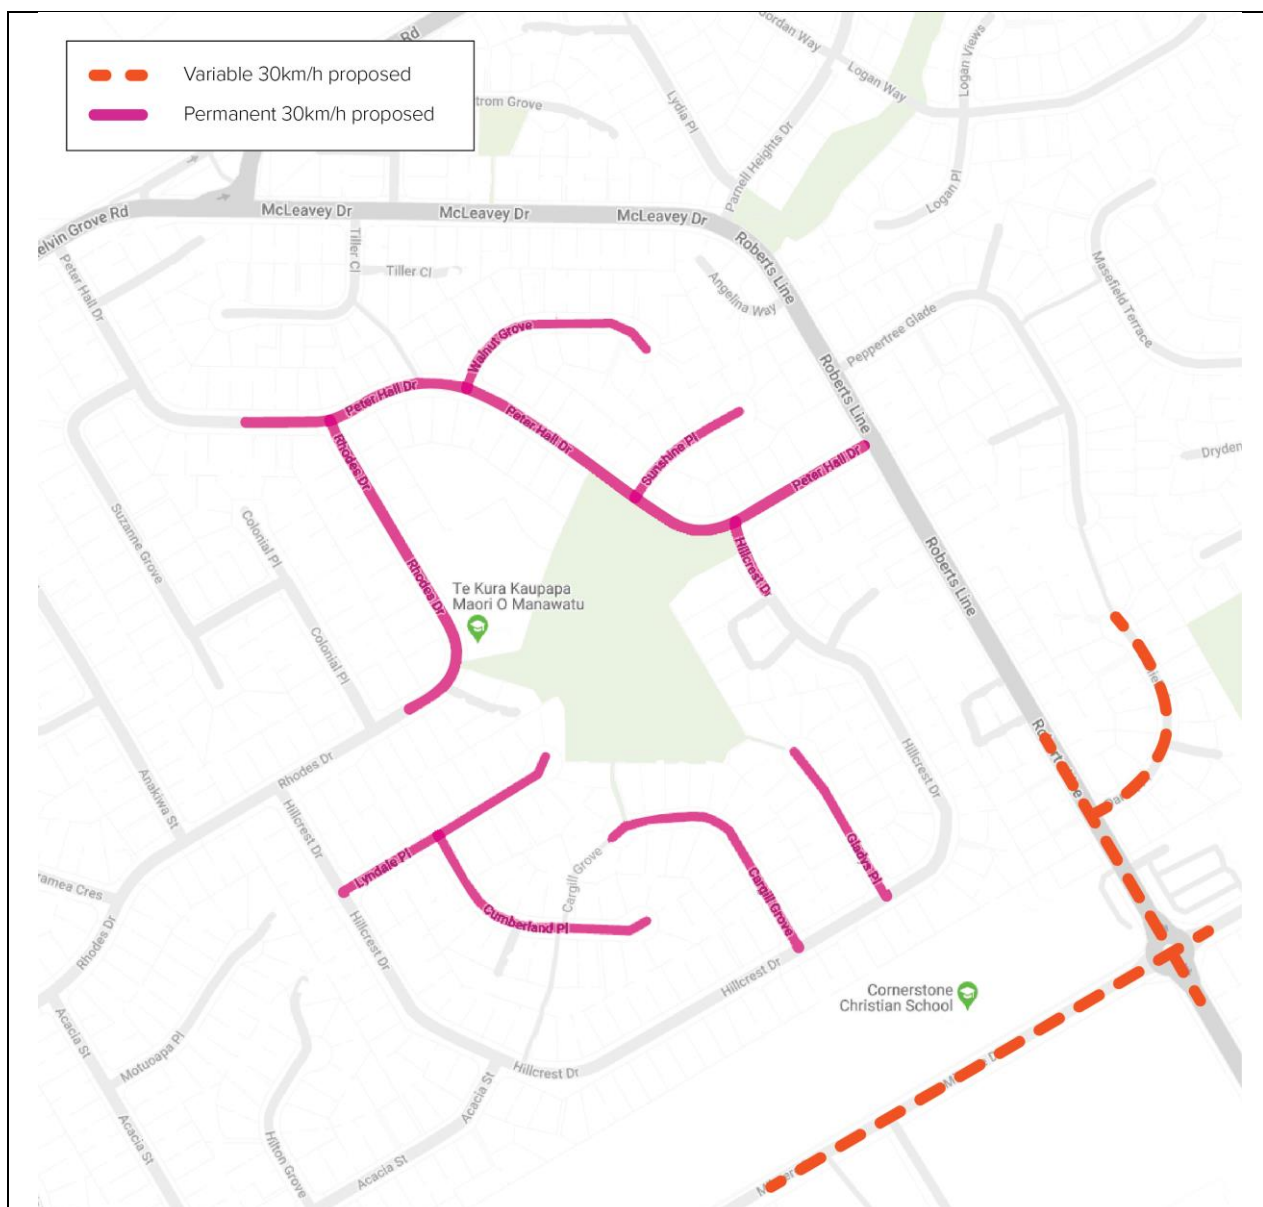 Variable 30km/h proposed
Permanent 30km/h proposed
Rd
Jordan Way
Logan Way
Logan Views
Lydia Pl
Parnell Heights Dr
Logan Pl
McLeavey Dr
McLeavey Dr
McLeavey Dr
Peter Hall Dr
Tiller Cl
Tiller Cl
Roberts Line
Angelina Way
Masefield Terrace
Peppertree Glade
Walnut Grove
Roberts Line
Peter Hall Dr
Peter Hall Dr
Sunshine Pl
Peter Hall Dr
Dryden
Rhodes Dr
Suzanne Grove
Colonial Pl
Roberts Line
Hillcrest Dr
Rhodes Dr
Te Kura Kaupapa
Maori O Manawatu
Colonial Pl
Rhodes Dr
Hillcrest Dr
Anakiwa St
Hillcrest Dr
Lyndale Pl
Cargill Grove
Gladys Pl
Cargill Grove
Cumberland Pl
Rhodes Dr
Hillcrest Dr
Hillcrest Dr
Cornerstone
Christian School
Acacia St
Motuoapa Pl
Hillcrest Dr
Acacia St
Acacia St
Hilton Grove
Acacia St